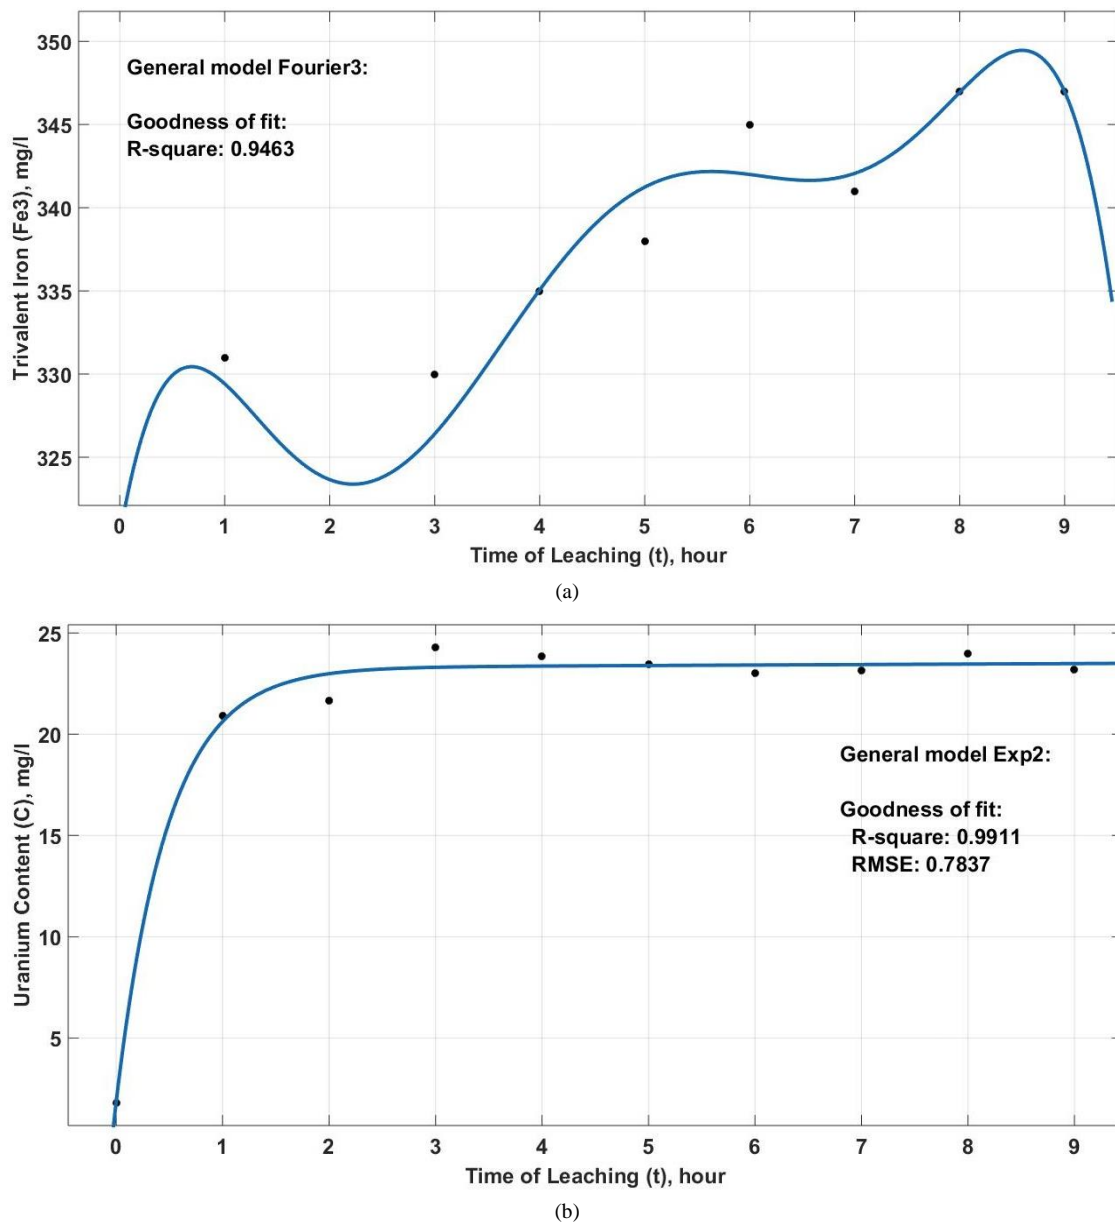 350
345
340
335
330
325
Trivalent Iron (Fe3), mg/l
General model Fourier3:
Goodness of fit:
R-square: 0.9463
0 1 2 3 4 5 6 7 8 9
Time of Leaching (t), hour
(a)
25
20
15
10
5
Uranium Content (C), mg/l
General model Exp2:
Goodness of fit:
R-square: 0.9911
RMSE: 0.7837
0 1 2 3 4 5 6 7 8 9
Time of Leaching (t), hour
(b)